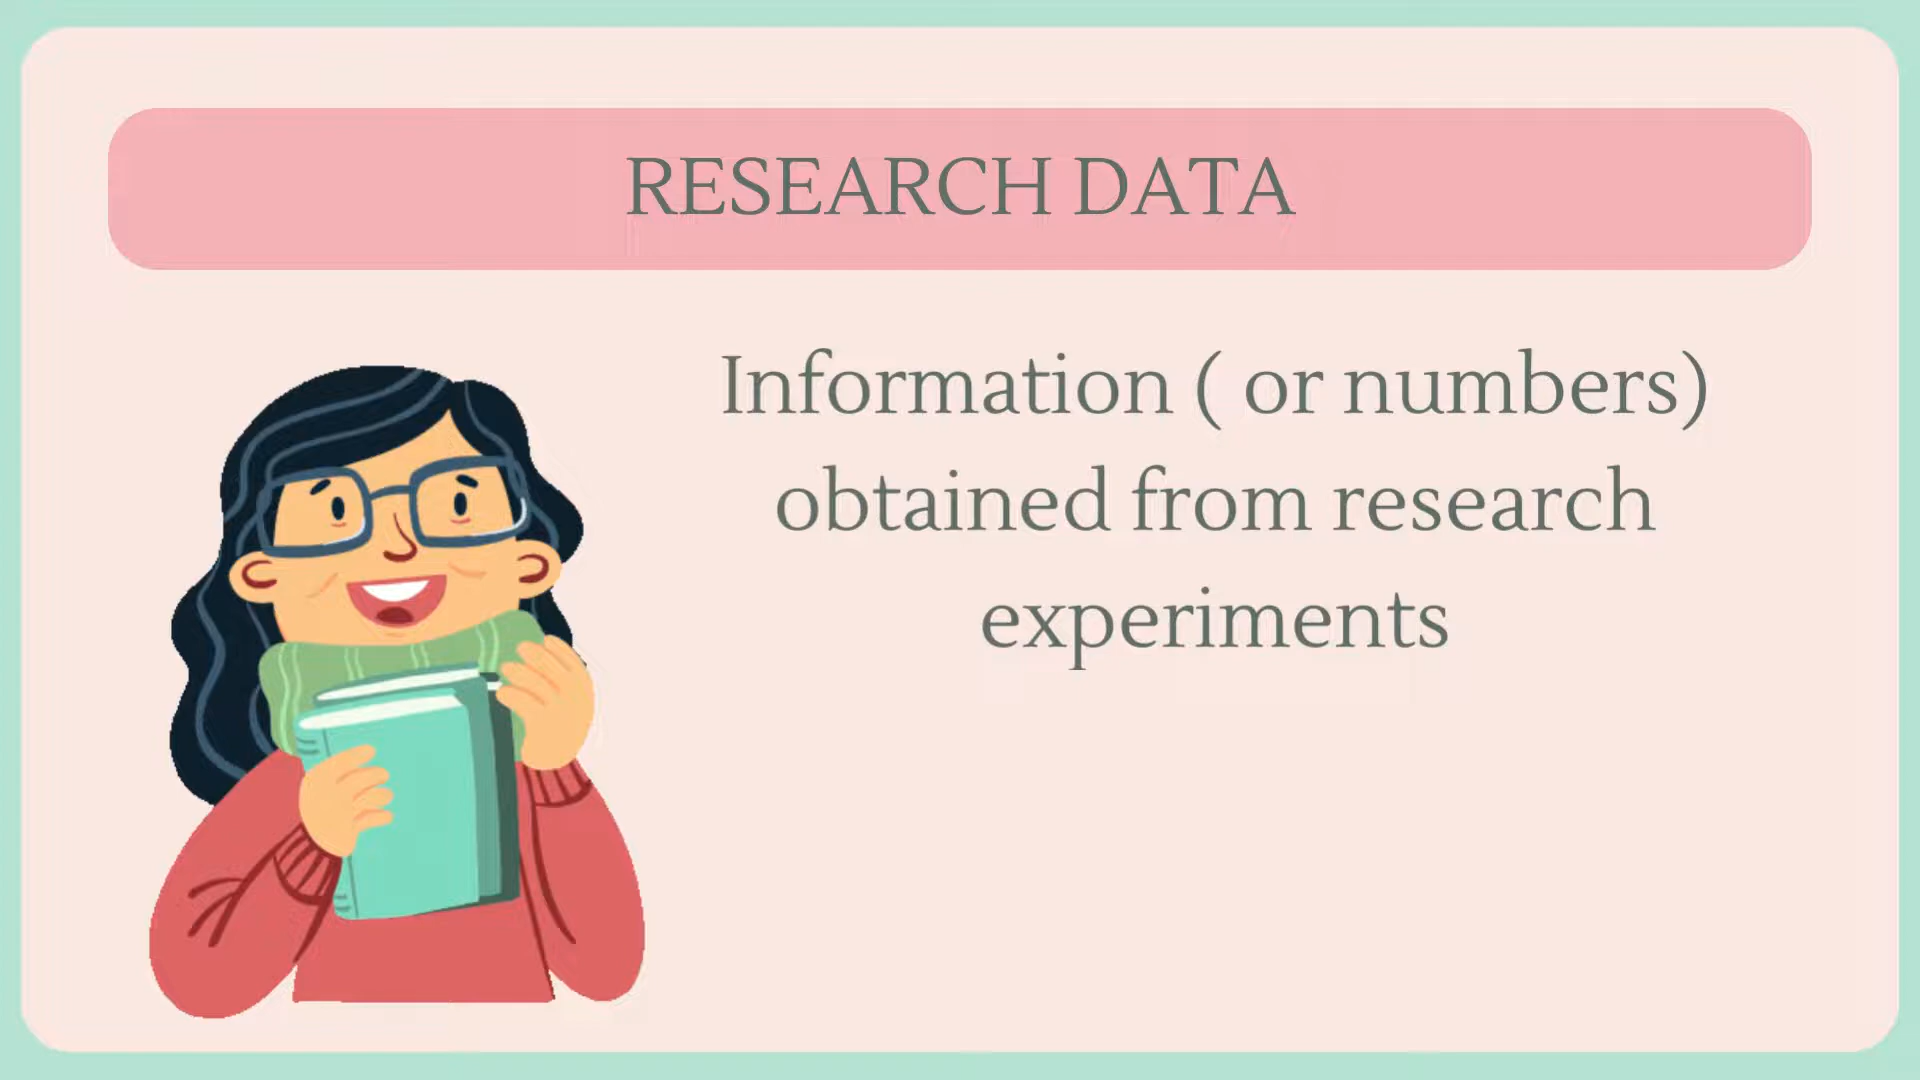 RESEARCH DATA
Information ( or numbers)
obtained from research
experiments